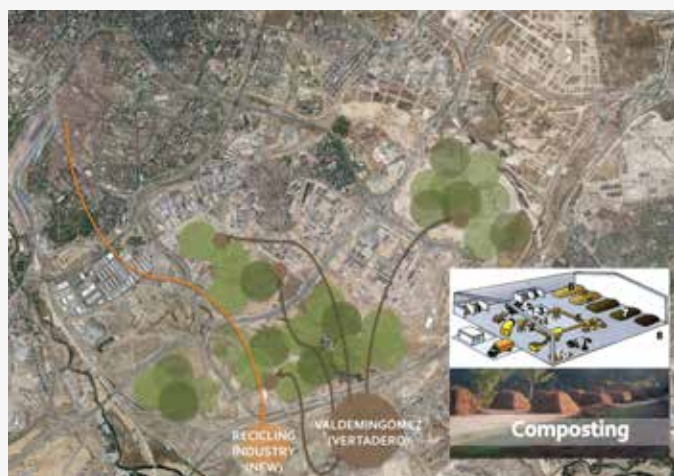 RECICLING
INDUSTRY
(NEW)
VALDEMINGOMEZ
(VERTADERO)
Composting